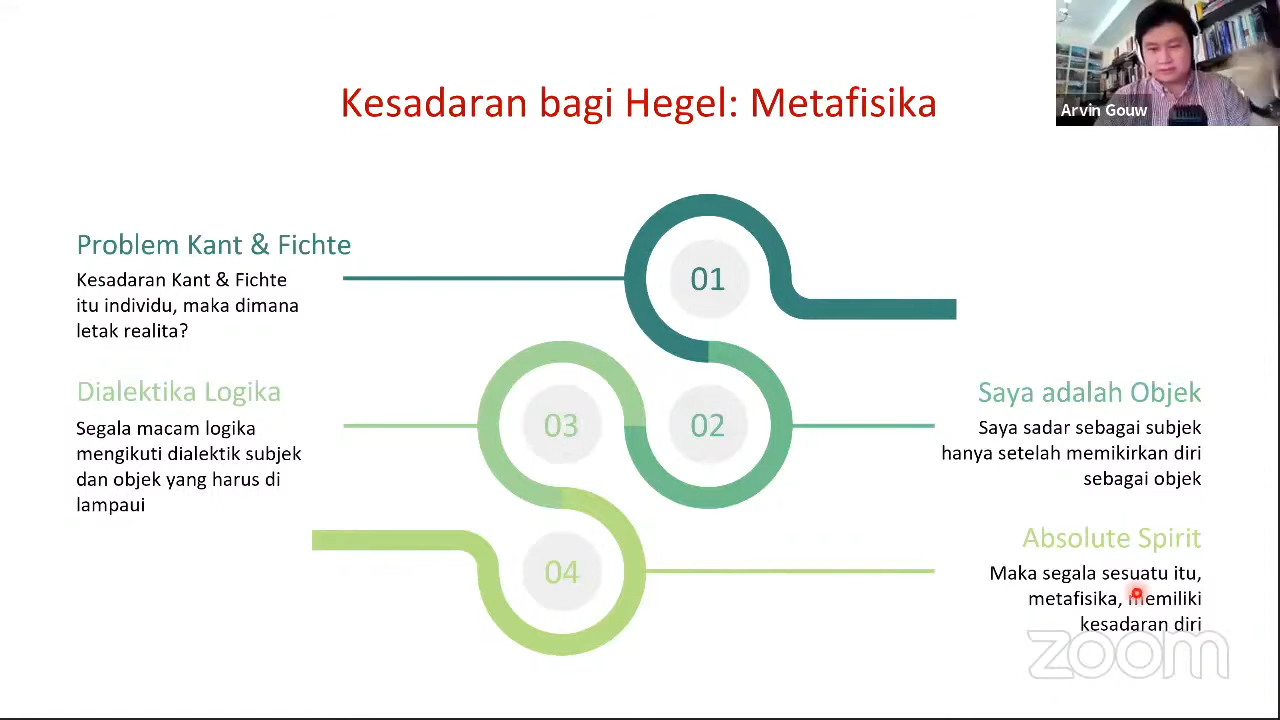 Arvin Gouw
Kesadaran bagi Hegel: Metafisika
Problem Kant & Fichte
Kesadaran Kant & Fichte
itu individu, maka dimana
letak realita?
01
Saya adalah Objek
Saya sadar sebagai subjek
hanya setelah memikirkan diri
sebagai objek
02
Dialektika Logika
Segala macam logika
mengikuti dialektik subjek
dan objek yang harus di
lampaui
03
Absolute Spirit
Maka segala sesuatu itu,
metafisika, memiliki
kesadaran diri
04
zoom